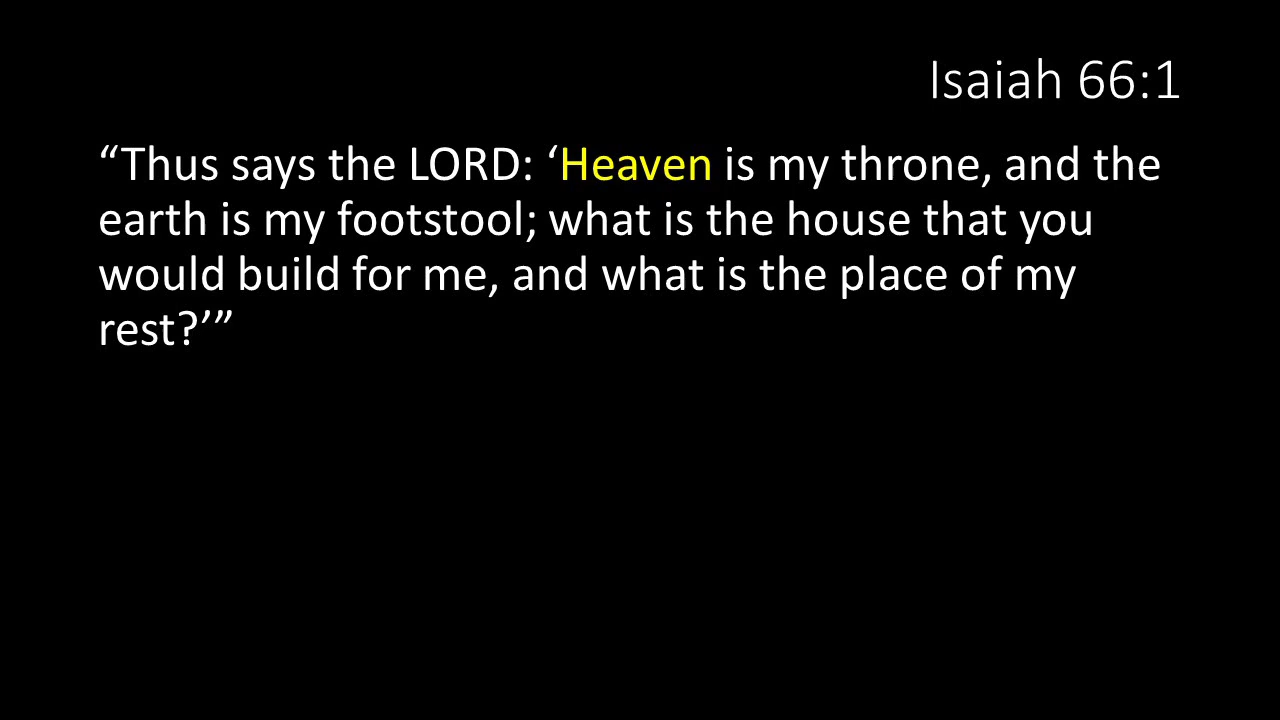 Isaiah 66:1
“Thus says the LORD: ‘Heaven is my throne, and the
earth is my footstool; what is the house that you
would build for me, and what is the place of my
rest?’”